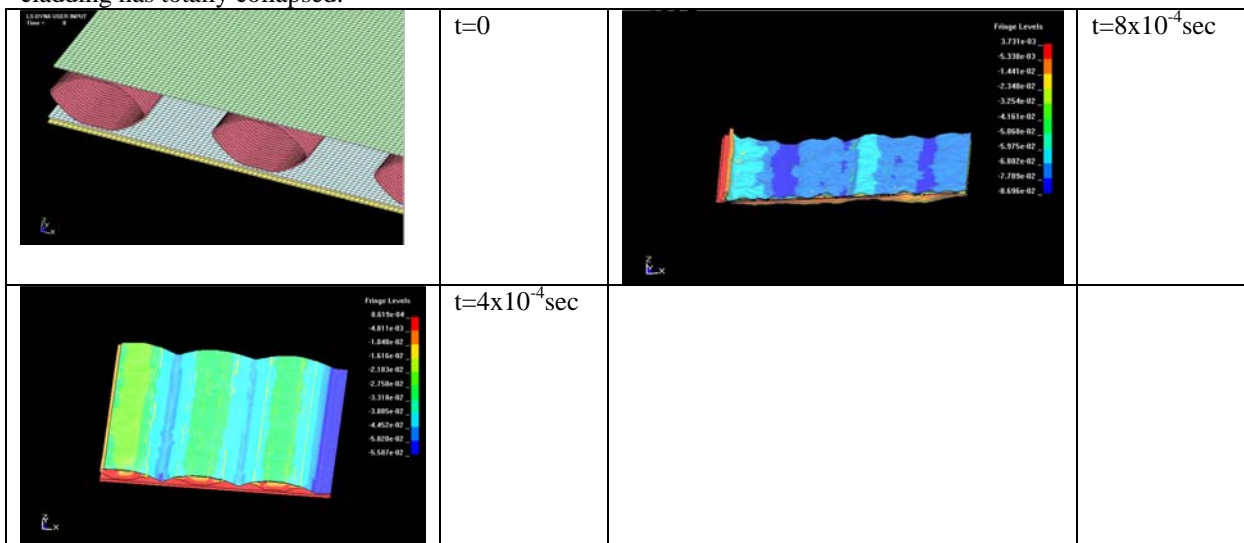 cladding has totally collapsed.
LS-DYNA USER INPUT
Time = 0
t=0
Fringe Levels
3.731e-03
-5.338e-03
-1.441e-02
-2.348e-02
-3.254e-02
-4.161e-02
-5.068e-02
-5.975e-02
-6.882e-02
-7.789e-02
-8.696e-02
t=8x10⁻⁴sec
Z
X
Fringe Levels
8.619e-04
-4.811e-03
-1.048e-02
-1.616e-02
-2.183e-02
-2.750e-02
-3.318e-02
-3.885e-02
-4.452e-02
-5.020e-02
-5.587e-02
t=4x10⁻⁴sec
Z
X